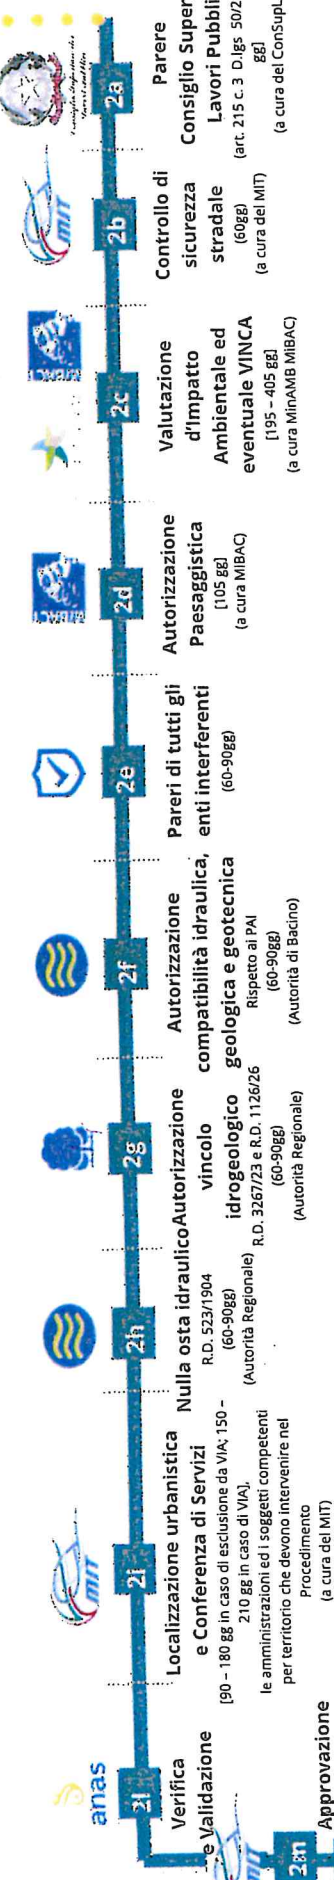 2a
Parere
Consiglio Super
Lavori Pubbli
(art. 215 c. 3 D.lgs 50/2
gg]
(a cura del ConSupL
MIT
2b
Controllo di
sicurezza
stradale
(60gg)
(a cura del MIT)
2c
Valutazione
d'Impatto
Ambientale ed
eventuale VINCA
[195 – 405 gg]
(a cura MinAMB MIBAC)
2d
Autorizzazione
Paesaggistica
[105 gg]
(a cura MIBAC)
2e
Pareri di tutti gli
enti interferenti
(60-90gg)
2f
Autorizzazione
compatibilità idraulica,
geologica e geotecnica
Rispetto ai PAI
(60-90gg)
(Autorità di Bacino)
2g
Autorizzazione
vincolo
idrogeologico
R.D. 3267/23 e R.D. 1126/26
(60-90gg)
(Autorità Regionale)
2h
Nulla osta idraulico
R.D. 523/1904
(60-90gg)
(Autorità Regionale)
MIT
2i
Localizzazione urbanistica
e Conferenza di Servizi
[90 – 180 gg in caso di esclusione da VIA; 150 –
210 gg in caso di VIA],
le amministrazioni ed i soggetti competenti
per territorio che devono intervenire nel
Procedimento
(a cura del MIT)
anas
2l
Verifica
e Validazione
MIT
2m
Approvazione